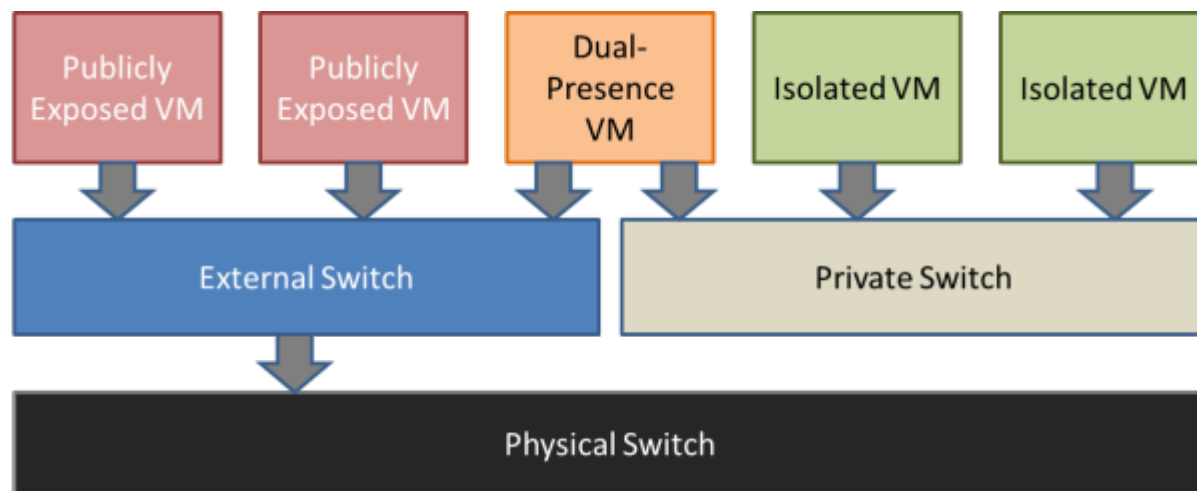 Publicly
Exposed VM
Publicly
Exposed VM
Dual-
Presence
VM
Isolated VM
Isolated VM
External Switch
Private Switch
Physical Switch